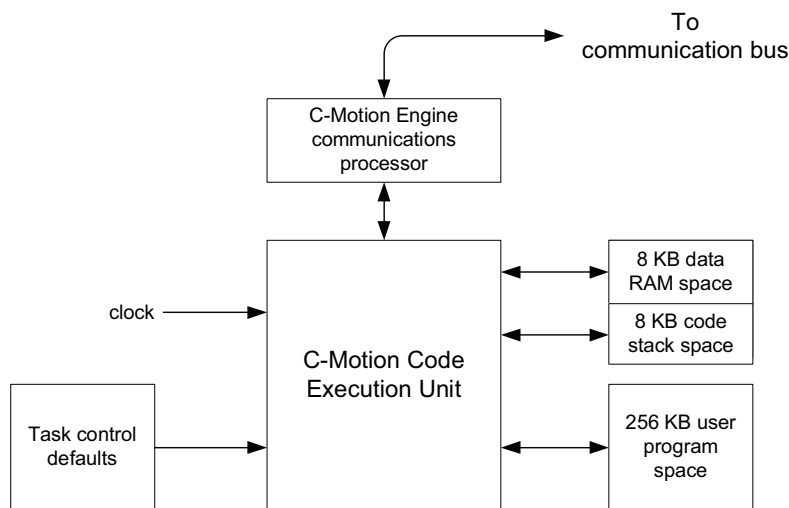 To
communication bus
C-Motion Engine
communications
processor
8 KB data
RAM space
clock
8 KB code
stack space
C-Motion Code
Execution Unit
Task control
defaults
256 KB user
program
space